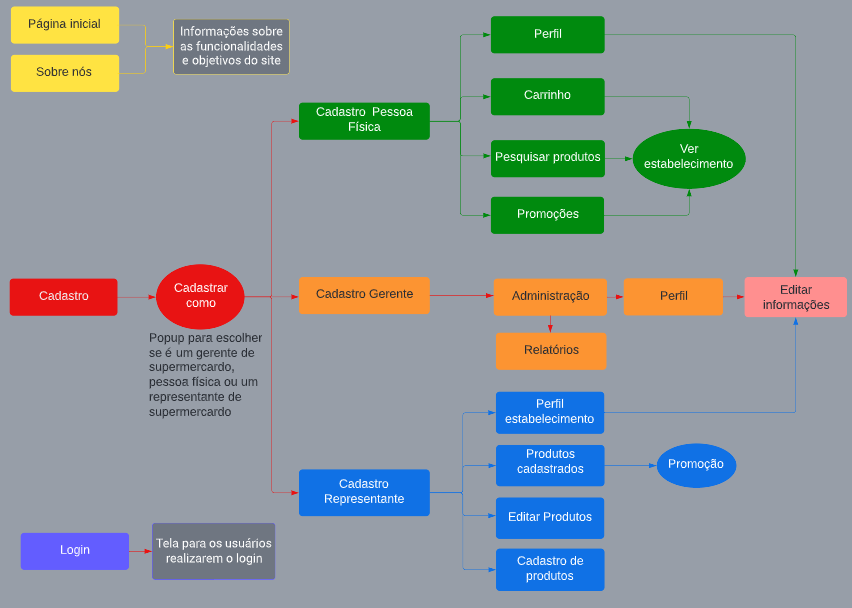 Página inicial
Sobre nós
Informações sobre
as funcionalidades
e objetivos do site
Perfil
Carrinho
Cadastro Pessoa
Física
Pesquisar produtos
Ver
estabelecimento
Promoções
Cadastro
Cadastrar
como
Popup para escolher
se é um gerente de
supermercardo,
pessoa física ou um
representante de
supermercardo
Cadastro Gerente
Administração
Perfil
Editar
informações
Relatórios
Perfil
estabelecimento
Produtos
cadastrados
Promoção
Cadastro
Representante
Editar Produtos
Cadastro de
produtos
Login
Tela para os usuários
realizarem o login